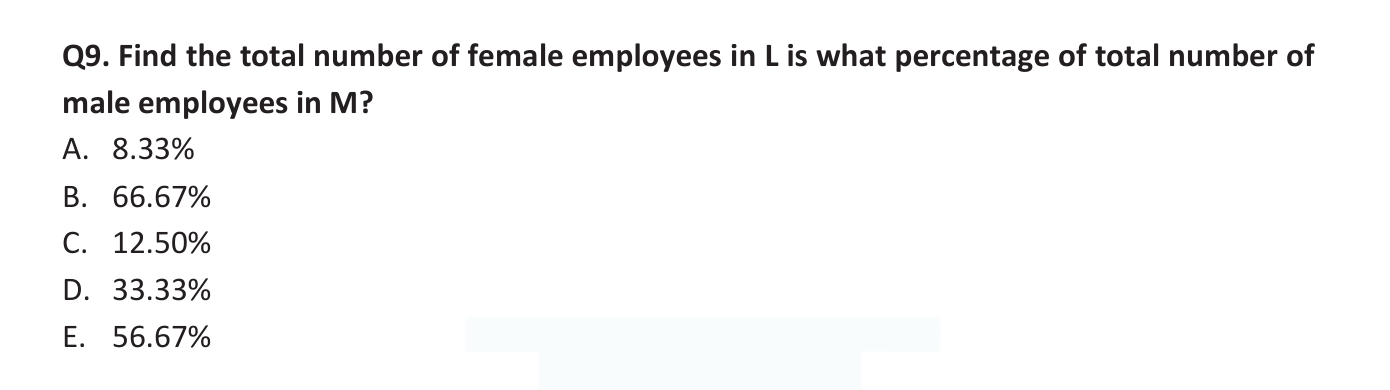 Q9. Find the total number of female employees in L is what percentage of total number of
male employees in M?
A. 8.33%
B. 66.67%
C. 12.50%
D. 33.33%
E. 56.67%